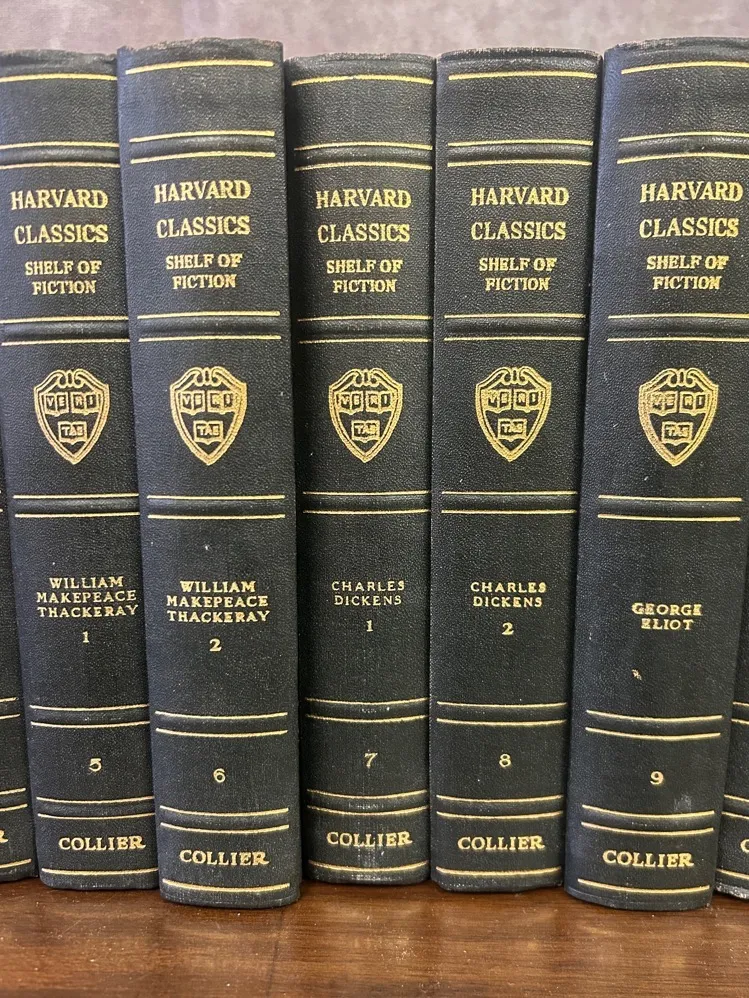 HARVARD
CLASSICS
SHELF OF
FICTION
VE RI
TAS
WILLIAM
MAKEPEACE
THACKERAY
1
5
COLLIER
HARVARD
CLASSICS
SHELF OF
FICTION
VE RI
TAS
WILLIAM
MAKEPEACE
THACKERAY
2
6
COLLIER
HARVARD
CLASSICS
SHELF OF
FICTION
VE RI
TAS
CHARLES
DICKENS
1
7
COLLIER
HARVARD
CLASSICS
SHELF OF
FICTION
VE RI
TAS
CHARLES
DICKENS
2
8
COLLIER
HARVARD
CLASSICS
SHELF OF
FICTION
VE RI
TAS
GEORGE
ELIOT
9
COLLIER